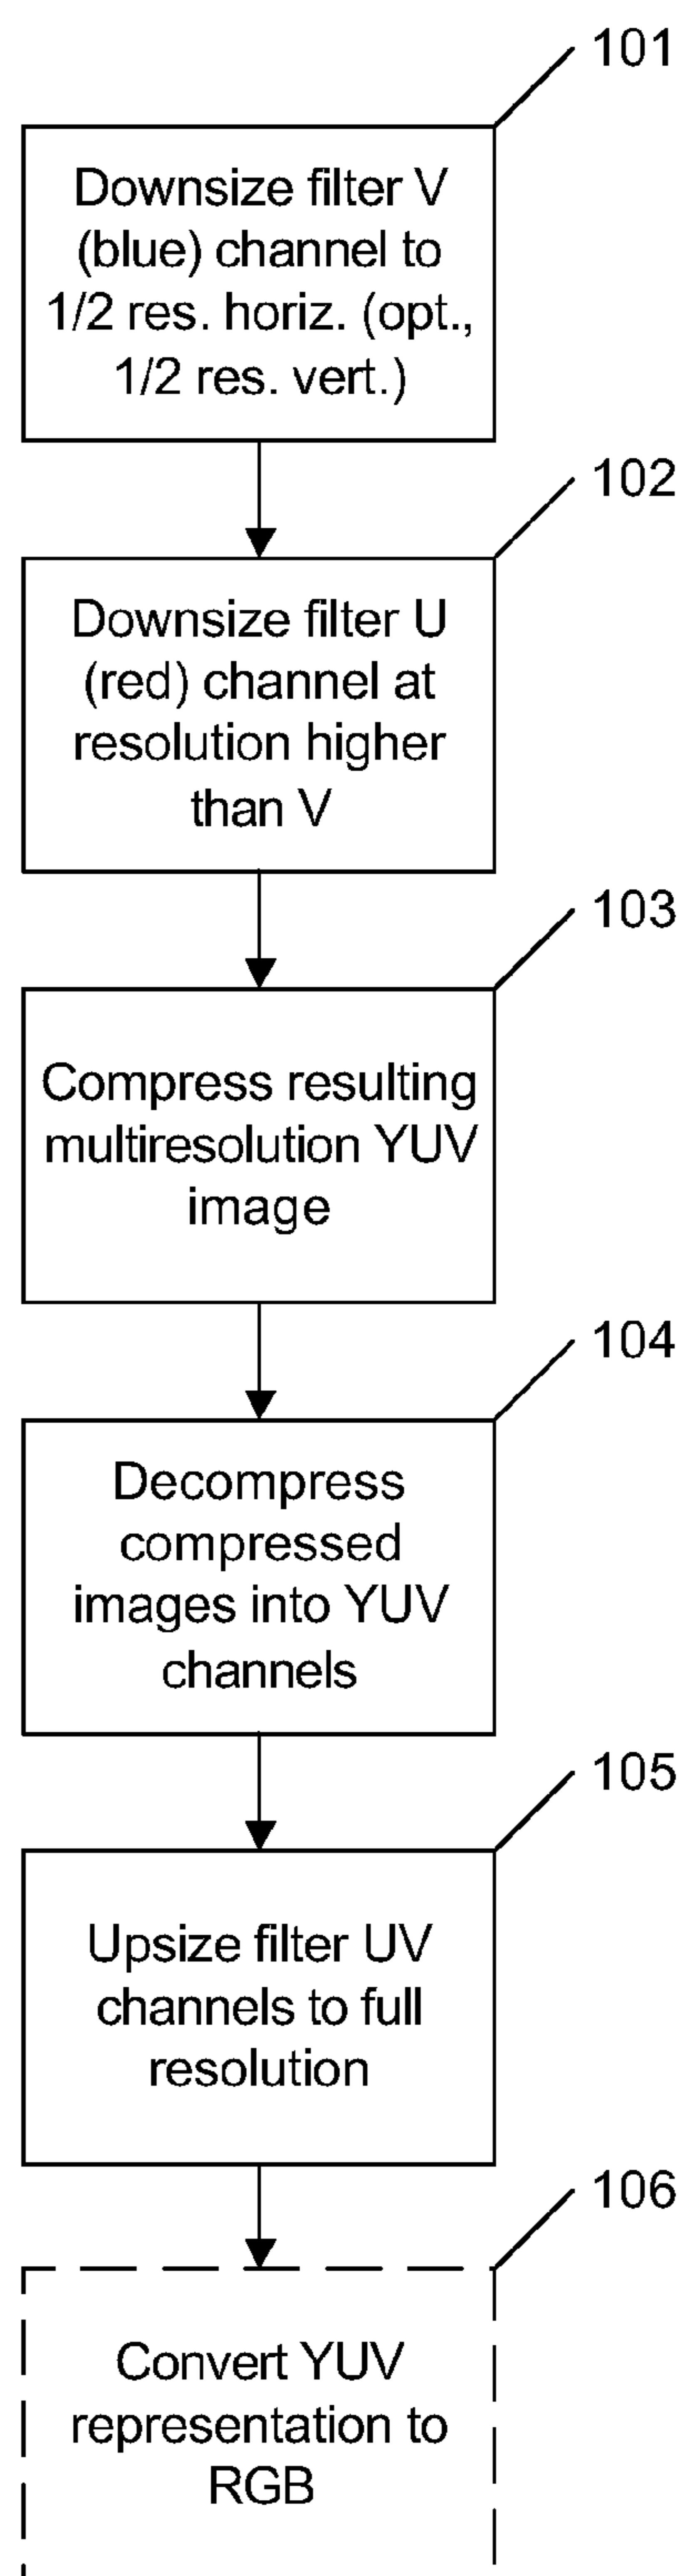 101
Downsize filter V
(blue) channel to
1/2 res. horiz. (opt.,
1/2 res. vert.)
102
Downsize filter U
(red) channel at
resolution higher
than V
103
Compress resulting
multiresolution YUV
image
104
Decompress
compressed
images into YUV
channels
105
Upsize filter UV
channels to full
resolution
106
Convert YUV
representation to
RGB